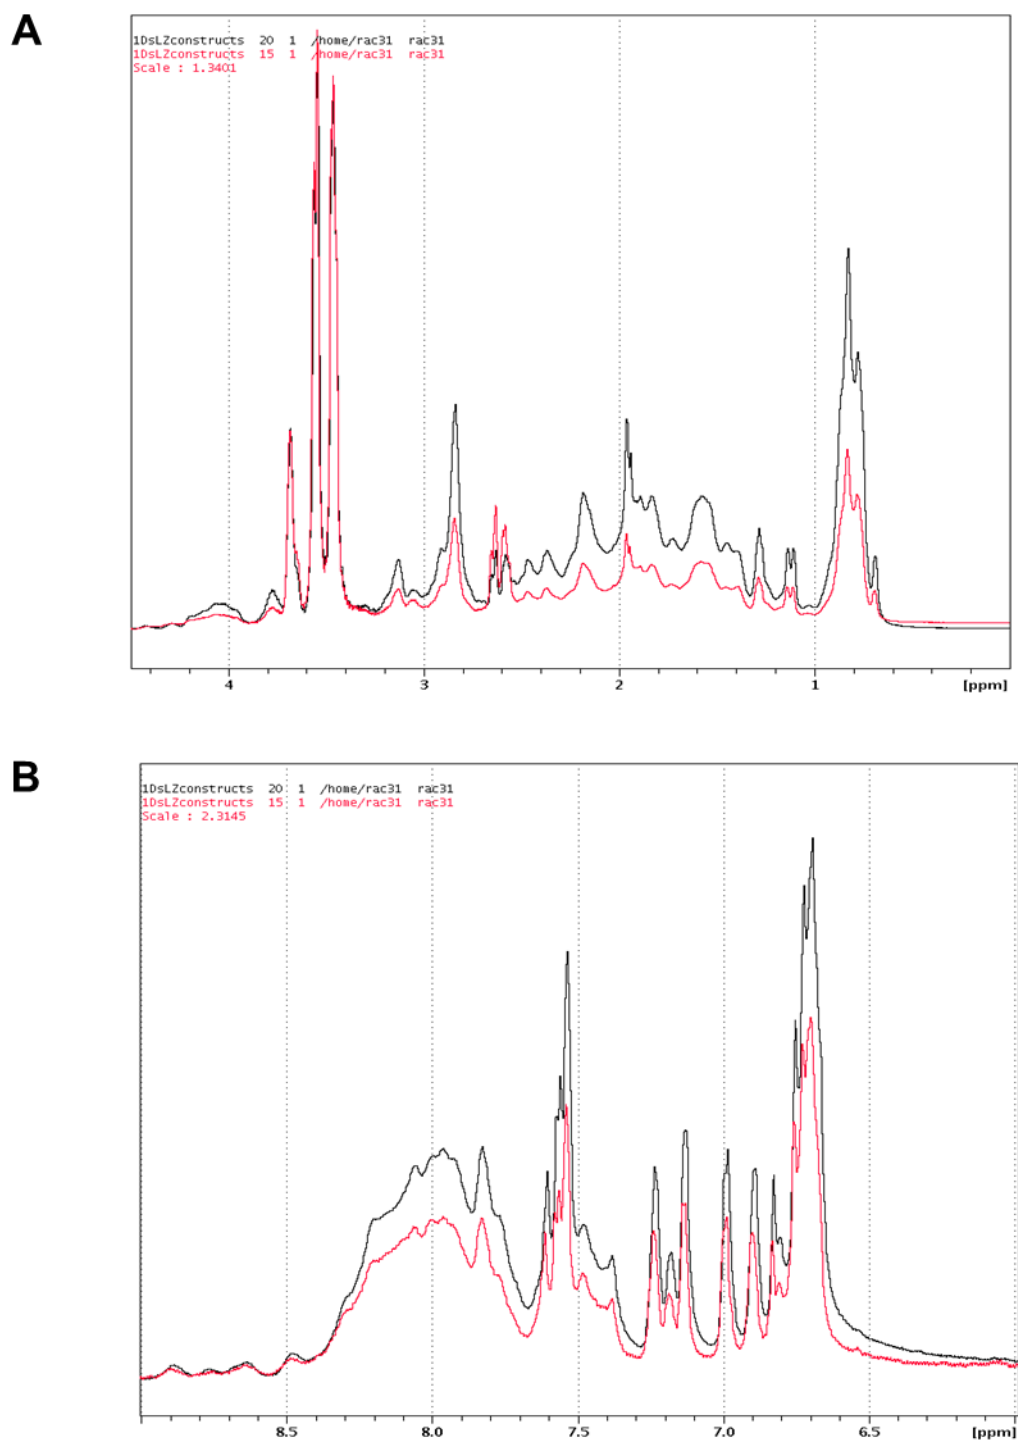 A
1DsLZconstructs 20 1 /home/rac31 rac31
1DsLZconstructs 15 1 /home/rac31 rac31
Scale : 1.3401
4 3 2 1 [ppm]
B
1DsLZconstructs 20 1 /home/rac31 rac31
1DsLZconstructs 15 1 /home/rac31 rac31
Scale : 2.3145
8.5 8.0 7.5 7.0 6.5 [ppm]